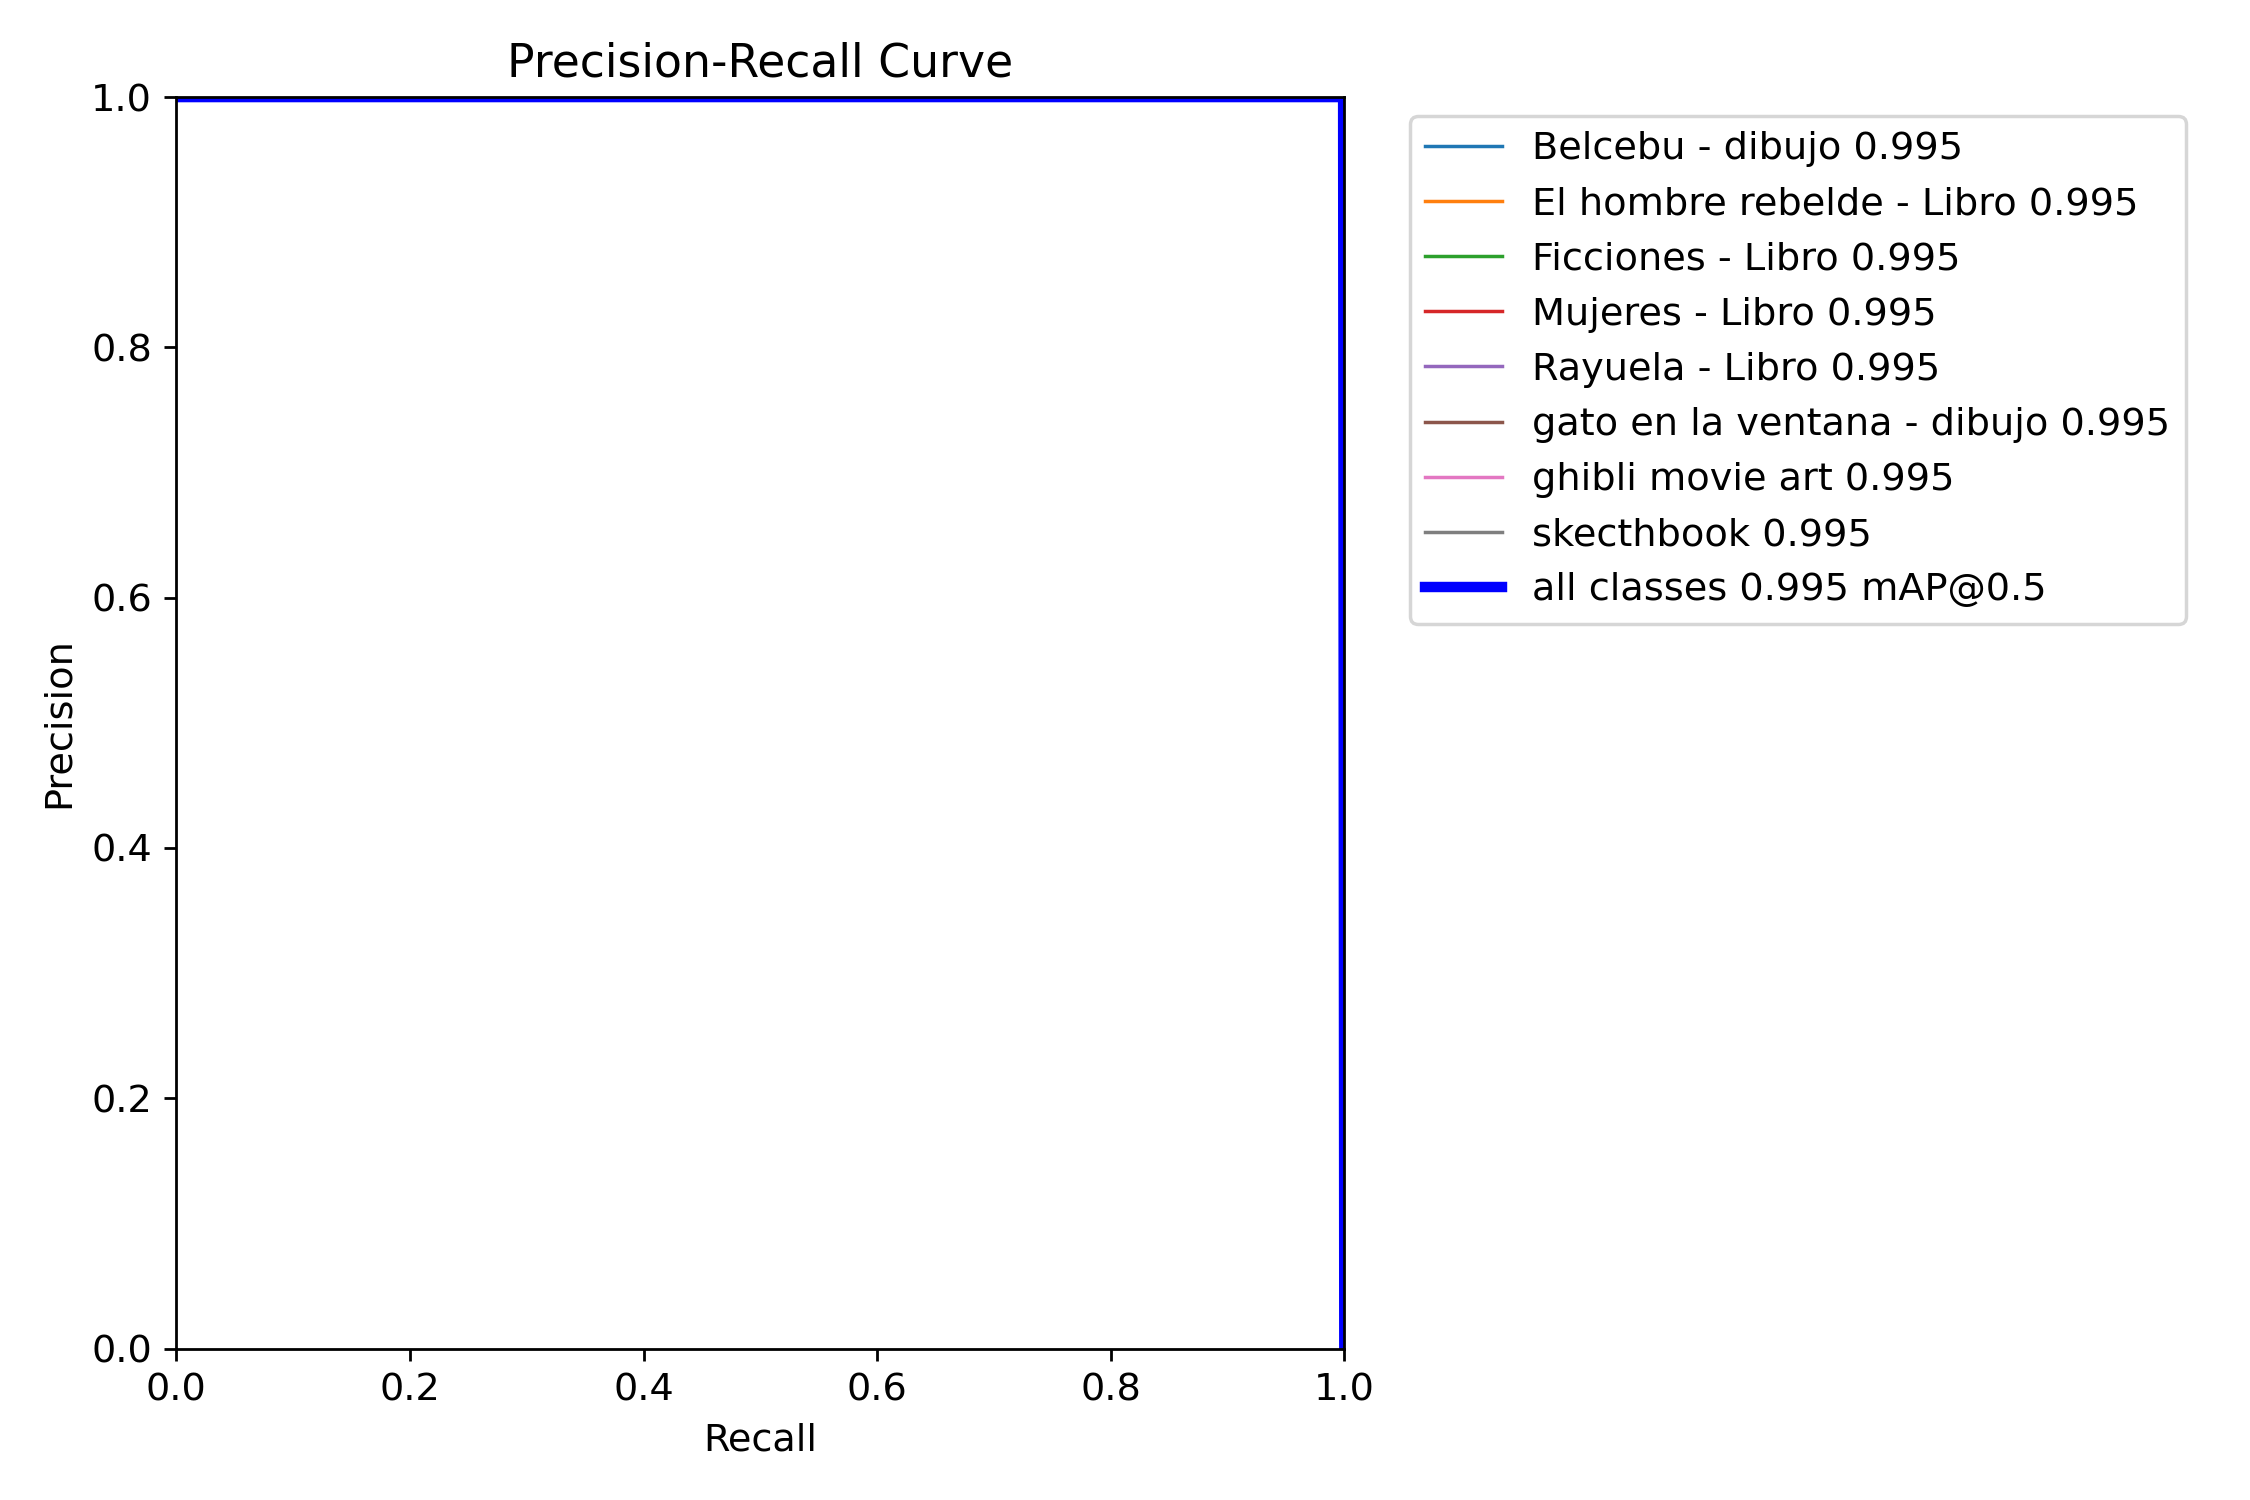 Precision-Recall Curve
1.0
0.8
0.6
0.4
0.2
0.0
Precision
0.0 0.2 0.4 0.6 0.8 1.0
Recall
Belcebu - dibujo 0.995
El hombre rebelde - Libro 0.995
Ficciones - Libro 0.995
Mujeres - Libro 0.995
Rayuela - Libro 0.995
gato en la ventana - dibujo 0.995
ghibli movie art 0.995
skecthbook 0.995
all classes 0.995 mAP@0.5